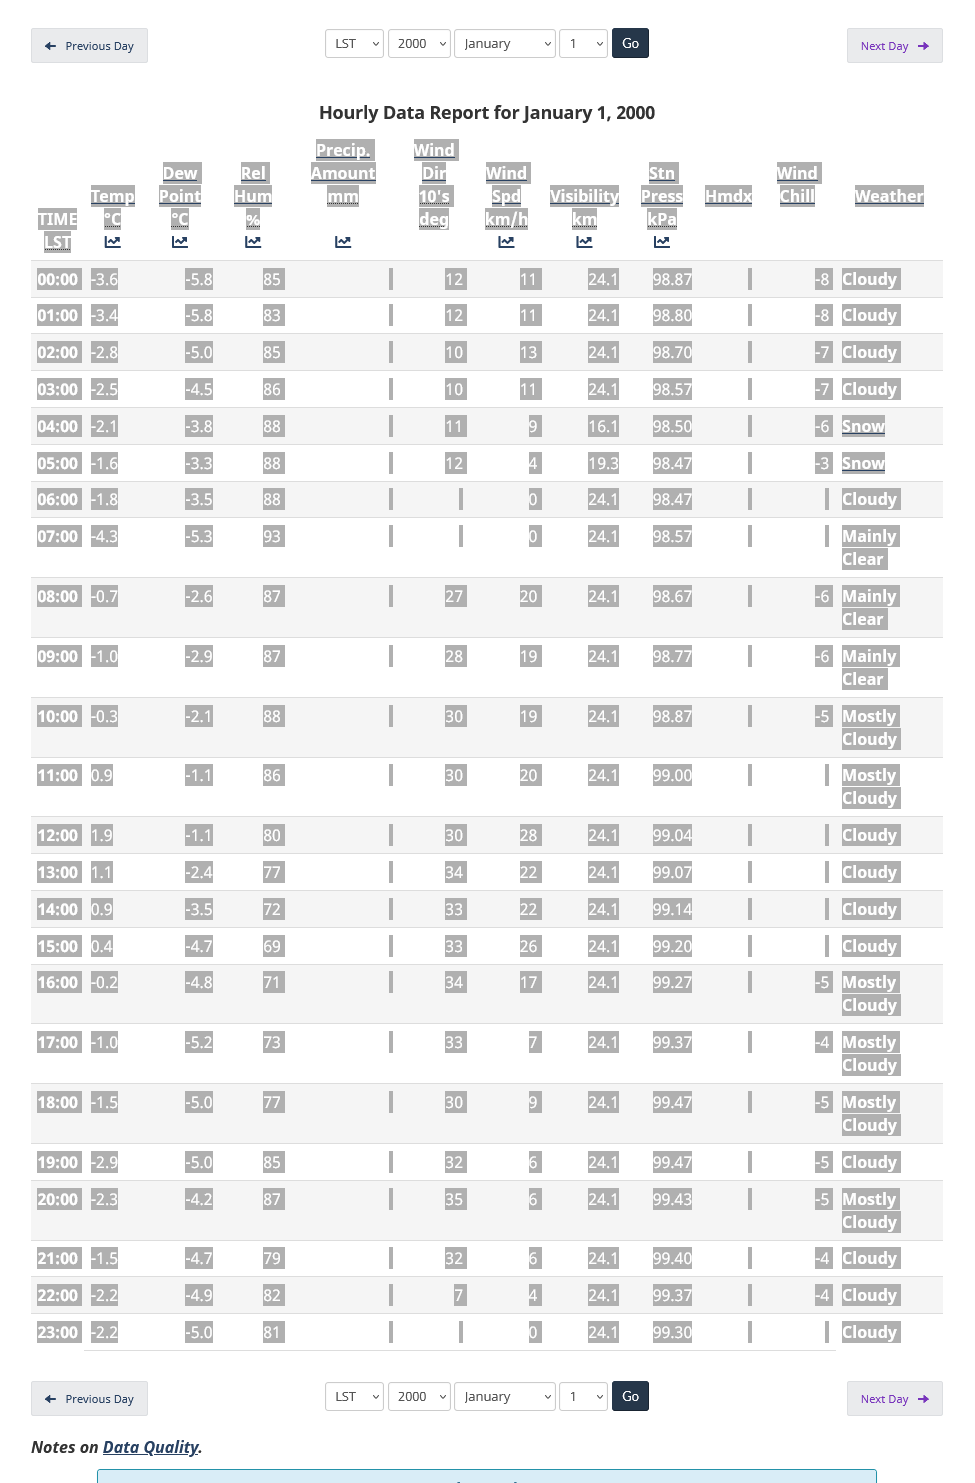 Previous Day LST 2000 January 1 Go Next Day
Hourly Data Report for January 1, 2000
TIME LST Temp °C Dew Point °C Rel Hum % Precip. Amount mm Wind Dir 10's deg Wind Spd km/h Visibility km Stn Press kPa Hmdx Wind Chill Weather
00:00 -3.6 -5.8 85 12 11 24.1 98.87 -8 Cloudy
01:00 -3.4 -5.8 83 12 11 24.1 98.80 -8 Cloudy
02:00 -2.8 -5.0 85 10 13 24.1 98.70 -7 Cloudy
03:00 -2.5 -4.5 86 10 11 24.1 98.57 -7 Cloudy
04:00 -2.1 -3.8 88 11 9 16.1 98.50 -6 Snow
05:00 -1.6 -3.3 88 12 4 19.3 98.47 -3 Snow
06:00 -1.8 -3.5 88 0 24.1 98.47 Cloudy
07:00 -4.3 -5.3 93 0 24.1 98.57 Mainly
Clear
08:00 -0.7 -2.6 87 27 20 24.1 98.67 -6 Mainly
Clear
09:00 -1.0 -2.9 87 28 19 24.1 98.77 -6 Mainly
Clear
10:00 -0.3 -2.1 88 30 19 24.1 98.87 -5 Mostly
Cloudy
11:00 0.9 -1.1 86 30 20 24.1 99.00 Mostly
Cloudy
12:00 1.9 -1.1 80 30 28 24.1 99.04 Cloudy
13:00 1.1 -2.4 77 34 22 24.1 99.07 Cloudy
14:00 0.9 -3.5 72 33 22 24.1 99.14 Cloudy
15:00 0.4 -4.7 69 33 26 24.1 99.20 Cloudy
16:00 -0.2 -4.8 71 34 17 24.1 99.27 -5 Mostly
Cloudy
17:00 -1.0 -5.2 73 33 7 24.1 99.37 -4 Mostly
Cloudy
18:00 -1.5 -5.0 77 30 9 24.1 99.47 -5 Mostly
Cloudy
19:00 -2.9 -5.0 85 32 6 24.1 99.47 -5 Cloudy
20:00 -2.3 -4.2 87 35 6 24.1 99.43 -5 Mostly
Cloudy
21:00 -1.5 -4.7 79 32 6 24.1 99.40 -4 Cloudy
22:00 -2.2 -4.9 82 7 4 24.1 99.37 -4 Cloudy
23:00 -2.2 -5.0 81 0 24.1 99.30 Cloudy
Previous Day LST 2000 January 1 Go Next Day
Notes on Data Quality.